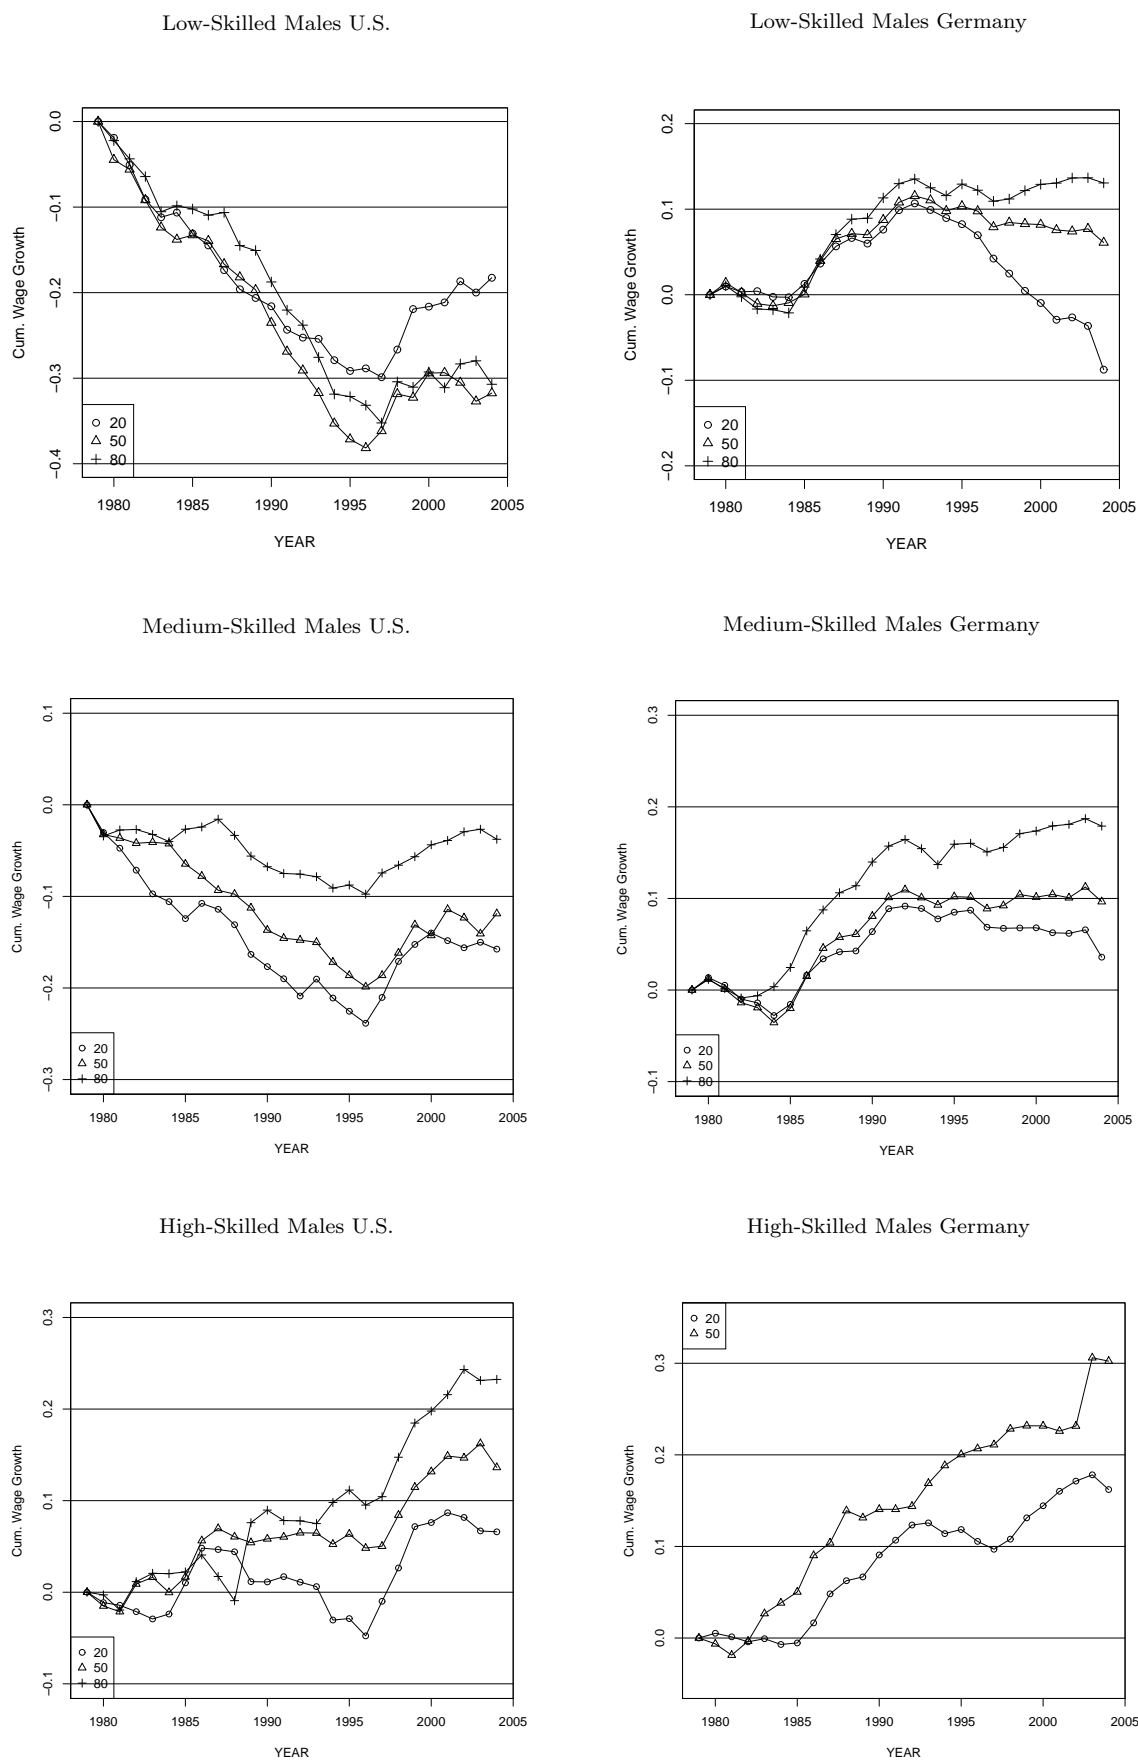 Low-Skilled Males U.S.
Cum. Wage Growth
0.0
−0.1
−0.2
−0.3
−0.4
20
50
80
1980 1985 1990 1995 2000 2005
YEAR
Low-Skilled Males Germany
Cum. Wage Growth
0.2
0.1
0.0
−0.1
−0.2
20
50
80
1980 1985 1990 1995 2000 2005
YEAR
Medium-Skilled Males U.S.
Cum. Wage Growth
0.1
0.0
−0.1
−0.2
−0.3
20
50
80
1980 1985 1990 1995 2000 2005
YEAR
Medium-Skilled Males Germany
Cum. Wage Growth
0.3
0.2
0.1
0.0
−0.1
20
50
80
1980 1985 1990 1995 2000 2005
YEAR
High-Skilled Males U.S.
Cum. Wage Growth
0.3
0.2
0.1
0.0
−0.1
20
50
80
1980 1985 1990 1995 2000 2005
YEAR
High-Skilled Males Germany
Cum. Wage Growth
20
50
0.3
0.2
0.1
0.0
1980 1985 1990 1995 2000 2005
YEAR